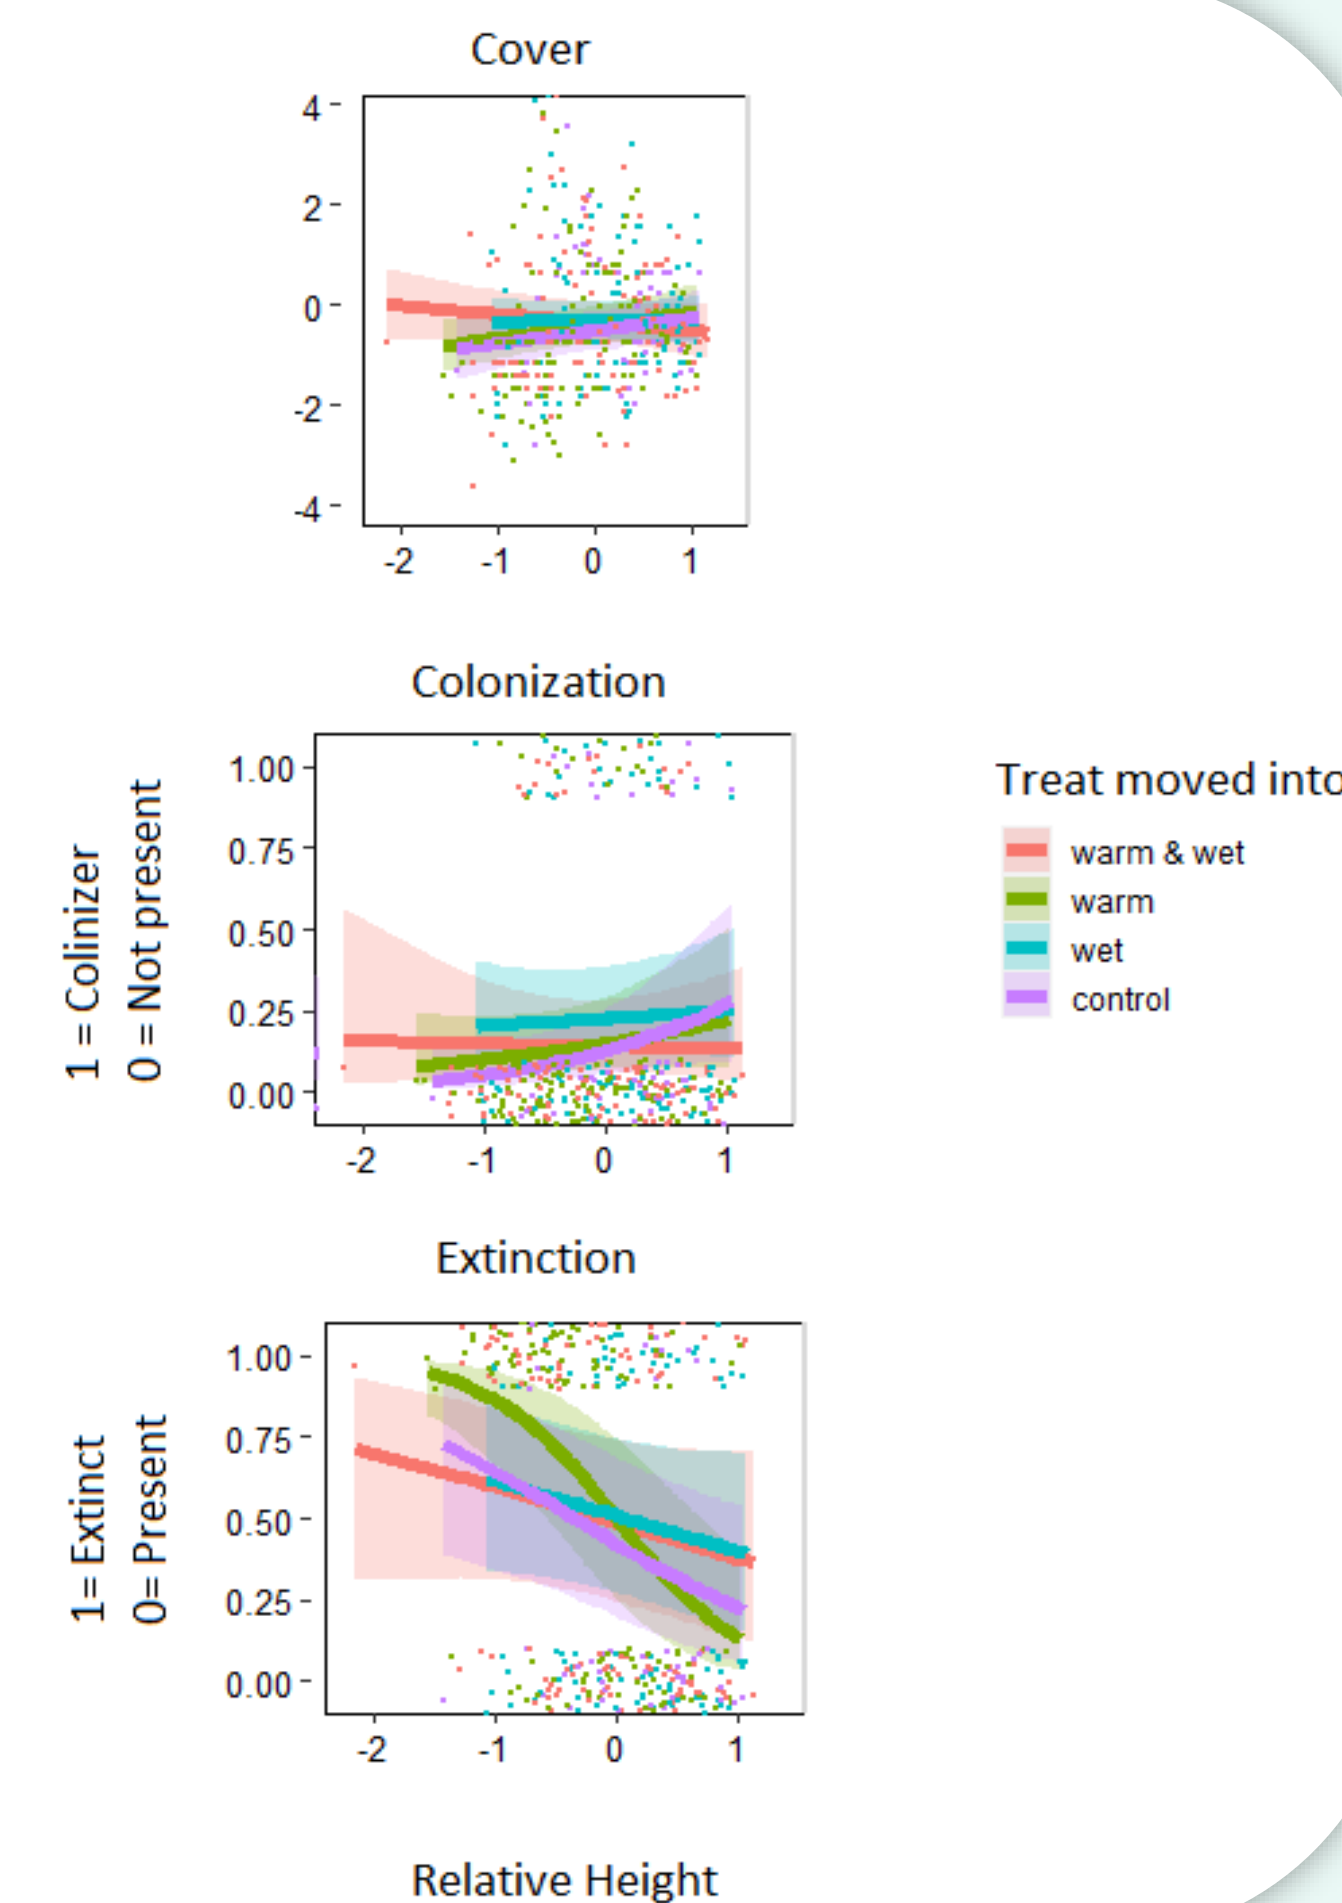 Cover
4
2
0
-2
-4
-2 -1 0 1
Colonization
1 = Colinizer
0 = Not present
1.00
0.75
0.50
0.25
0.00
-2 -1 0 1
Treat moved into
warm & wet
warm
wet
control
Extinction
1= Extinct
0= Present
1.00
0.75
0.50
0.25
0.00
-2 -1 0 1
Relative Height